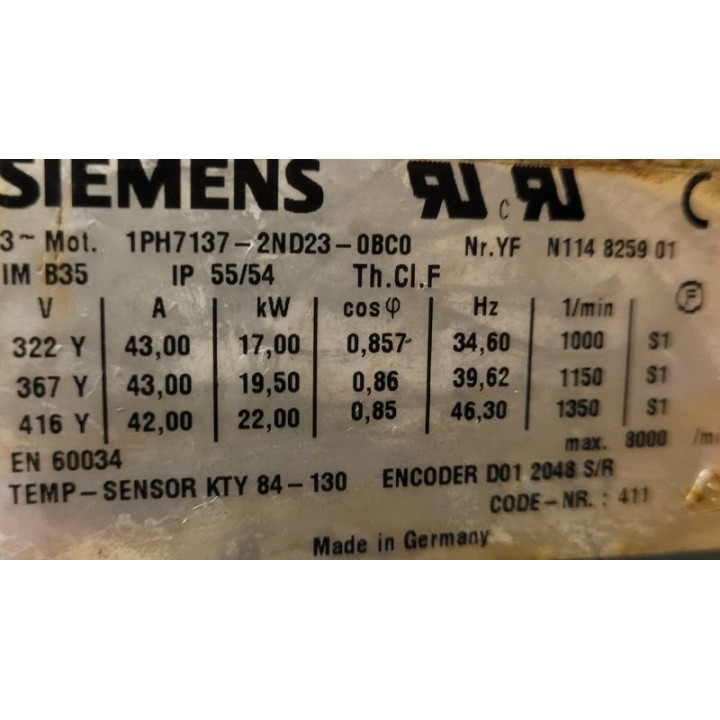 SIEMENS
3~ Mot. 1PH7137-2ND23-0BC0 Nr.YF N114 8259 01
IM B35 IP 55/54 Th.Cl.F
V A kW cosφ Hz 1/min F
322 Y 43,00 17,00 0,857 34,60 1000 S1
367 Y 43,00 19,50 0,86 39,62 1150 S1
416 Y 42,00 22,00 0,85 46,30 1350 S1
max. 8000 /mi
EN 60034
TEMP-SENSOR KTY 84-130 ENCODER D01 2048 S/R
CODE-NR. : 411
Made in Germany